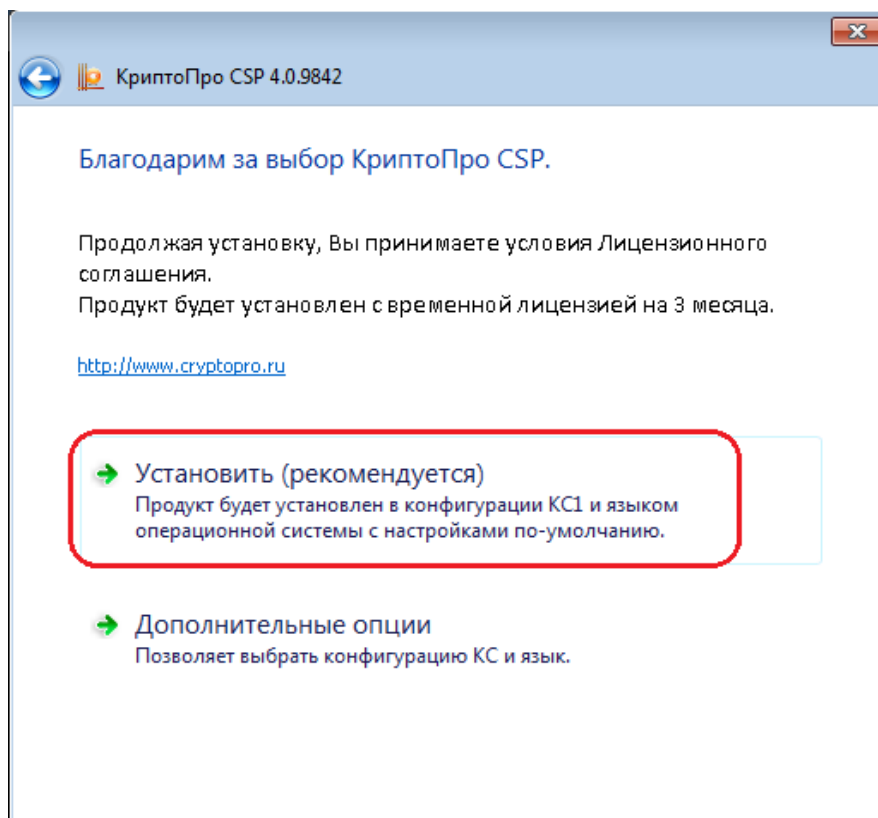 КриптоПро CSP 4.0.9842
Благодарим за выбор КриптоПро CSP.
Продолжая установку, Вы принимаете условия Лицензионного
соглашения.
Продукт будет установлен с временной лицензией на 3 месяца.
http://www.cryptopro.ru
Установить (рекомендуется)
Продукт будет установлен в конфигурации КС1 и языком
операционной системы с настройками по-умолчанию.
Дополнительные опции
Позволяет выбрать конфигурацию КС и язык.